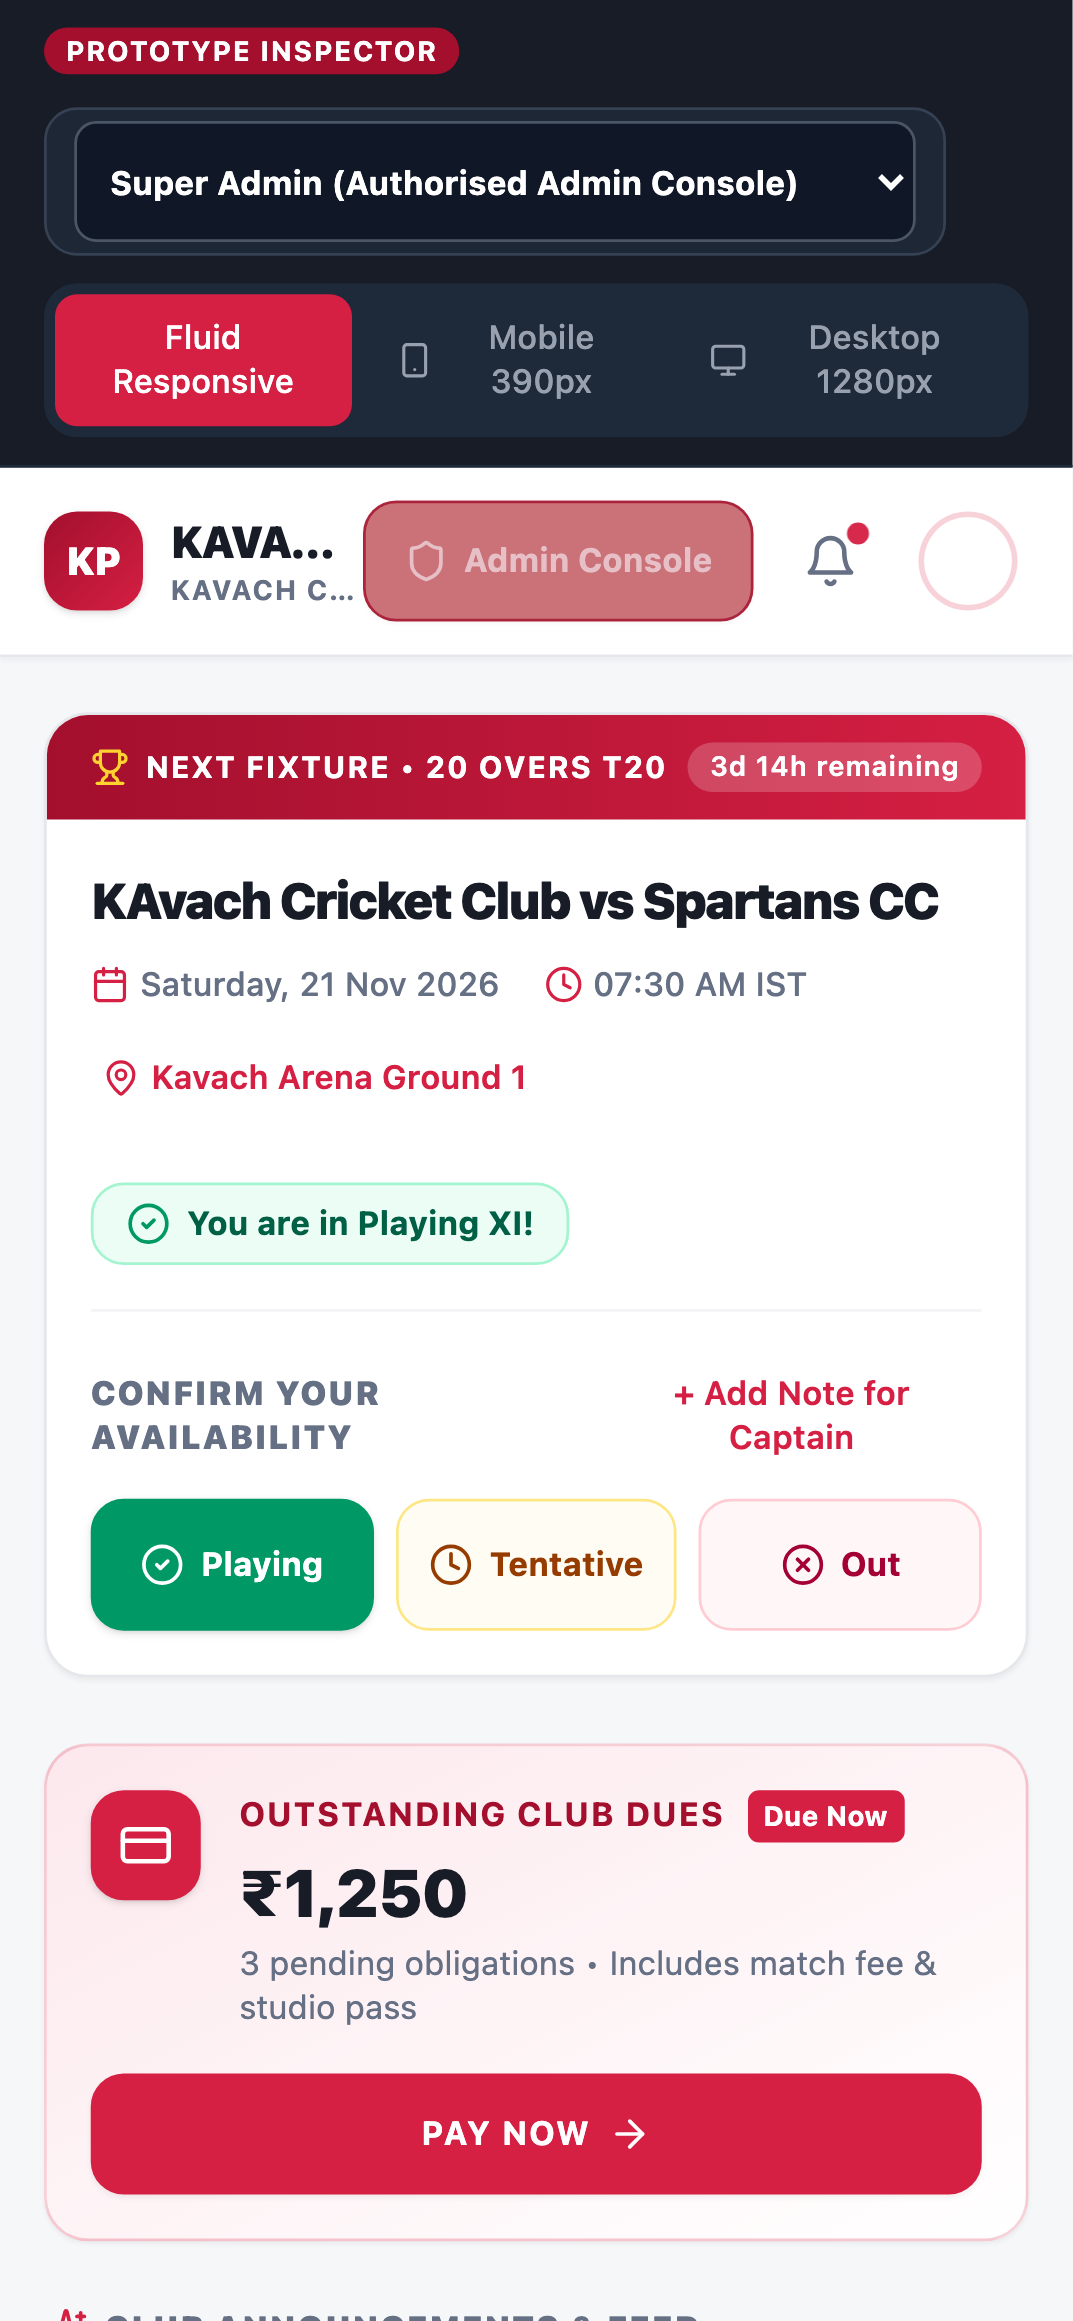 PROTOTYPE INSPECTOR
Super Admin (Authorised Admin Console)
Fluid
Responsive
Mobile
390px
Desktop
1280px
KP
KAVA...
KAVACH C...
Admin Console
NEXT FIXTURE • 20 OVERS T20
3d 14h remaining
KAvach Cricket Club vs Spartans CC
Saturday, 21 Nov 2026
07:30 AM IST
Kavach Arena Ground 1
You are in Playing XI!
CONFIRM YOUR
AVAILABILITY
+ Add Note for
Captain
Playing
Tentative
Out
OUTSTANDING CLUB DUES
Due Now
₹1,250
3 pending obligations • Includes match fee &
studio pass
PAY NOW
CLUB ANNOUNCEMENTS & FEED